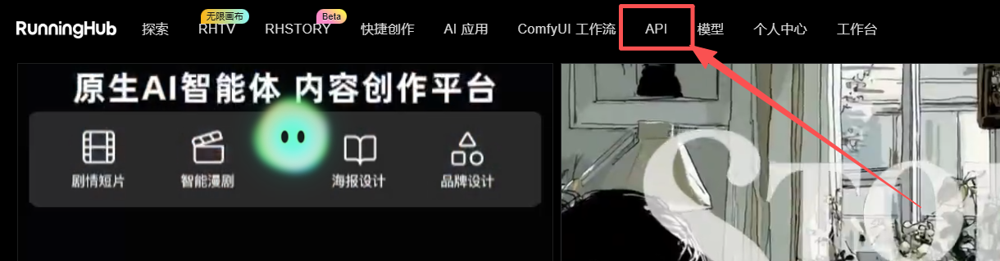 RunningHub 探索 RHTV 无限画布 RHSTORY Beta 快捷创作 AI 应用 ComfyUI 工作流 API 模型 个人中心 工作台
原生AI智能体 内容创作平台
剧情短片 智能漫剧 海报设计 品牌设计
STO